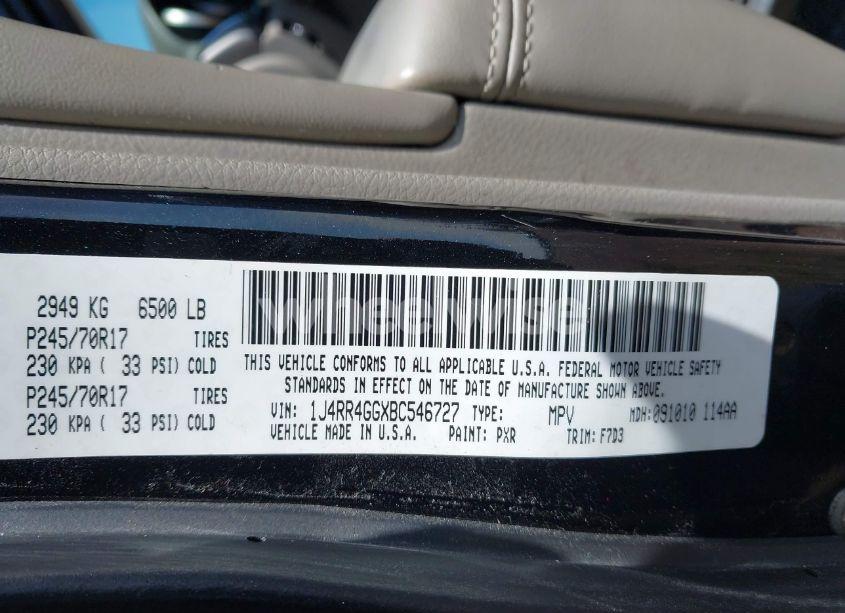 2949 KG 6500 LB
P245/70R17 TIRES
230 KPA ( 33 PSI) COLD
P245/70R17 TIRES
230 KPA ( 33 PSI) COLD
wheelwise
THIS VEHICLE CONFORMS TO ALL APPLICABLE U.S.A. FEDERAL MOTOR VEHICLE SAFETY
STANDARDS IN EFFECT ON THE DATE OF MANUFACTURE SHOWN ABOVE.
VIN: 1J4RR4GGXBC546727 TYPE: MPV MDH: 091010 114AA
VEHICLE MADE IN U.S.A. PAINT: PXR TRIM: F7D3